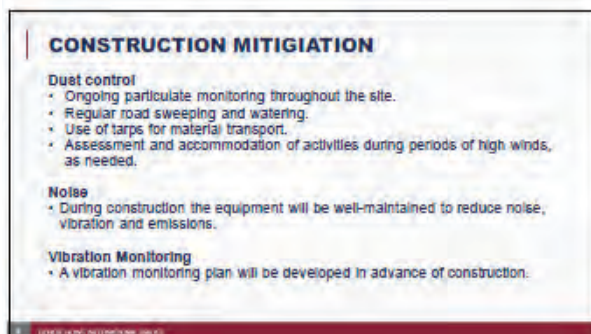 CONSTRUCTION MITIGIATION
Dust control
• Ongoing particulate monitoring throughout the site.
• Regular road sweeping and watering.
• Use of tarps for material transport.
• Assessment and accommodation of activities during periods of high winds,
as needed.
Noise
• During construction the equipment will be well-maintained to reduce noise,
vibration and emissions.
Vibration Monitoring
• A vibration monitoring plan will be developed in advance of construction.